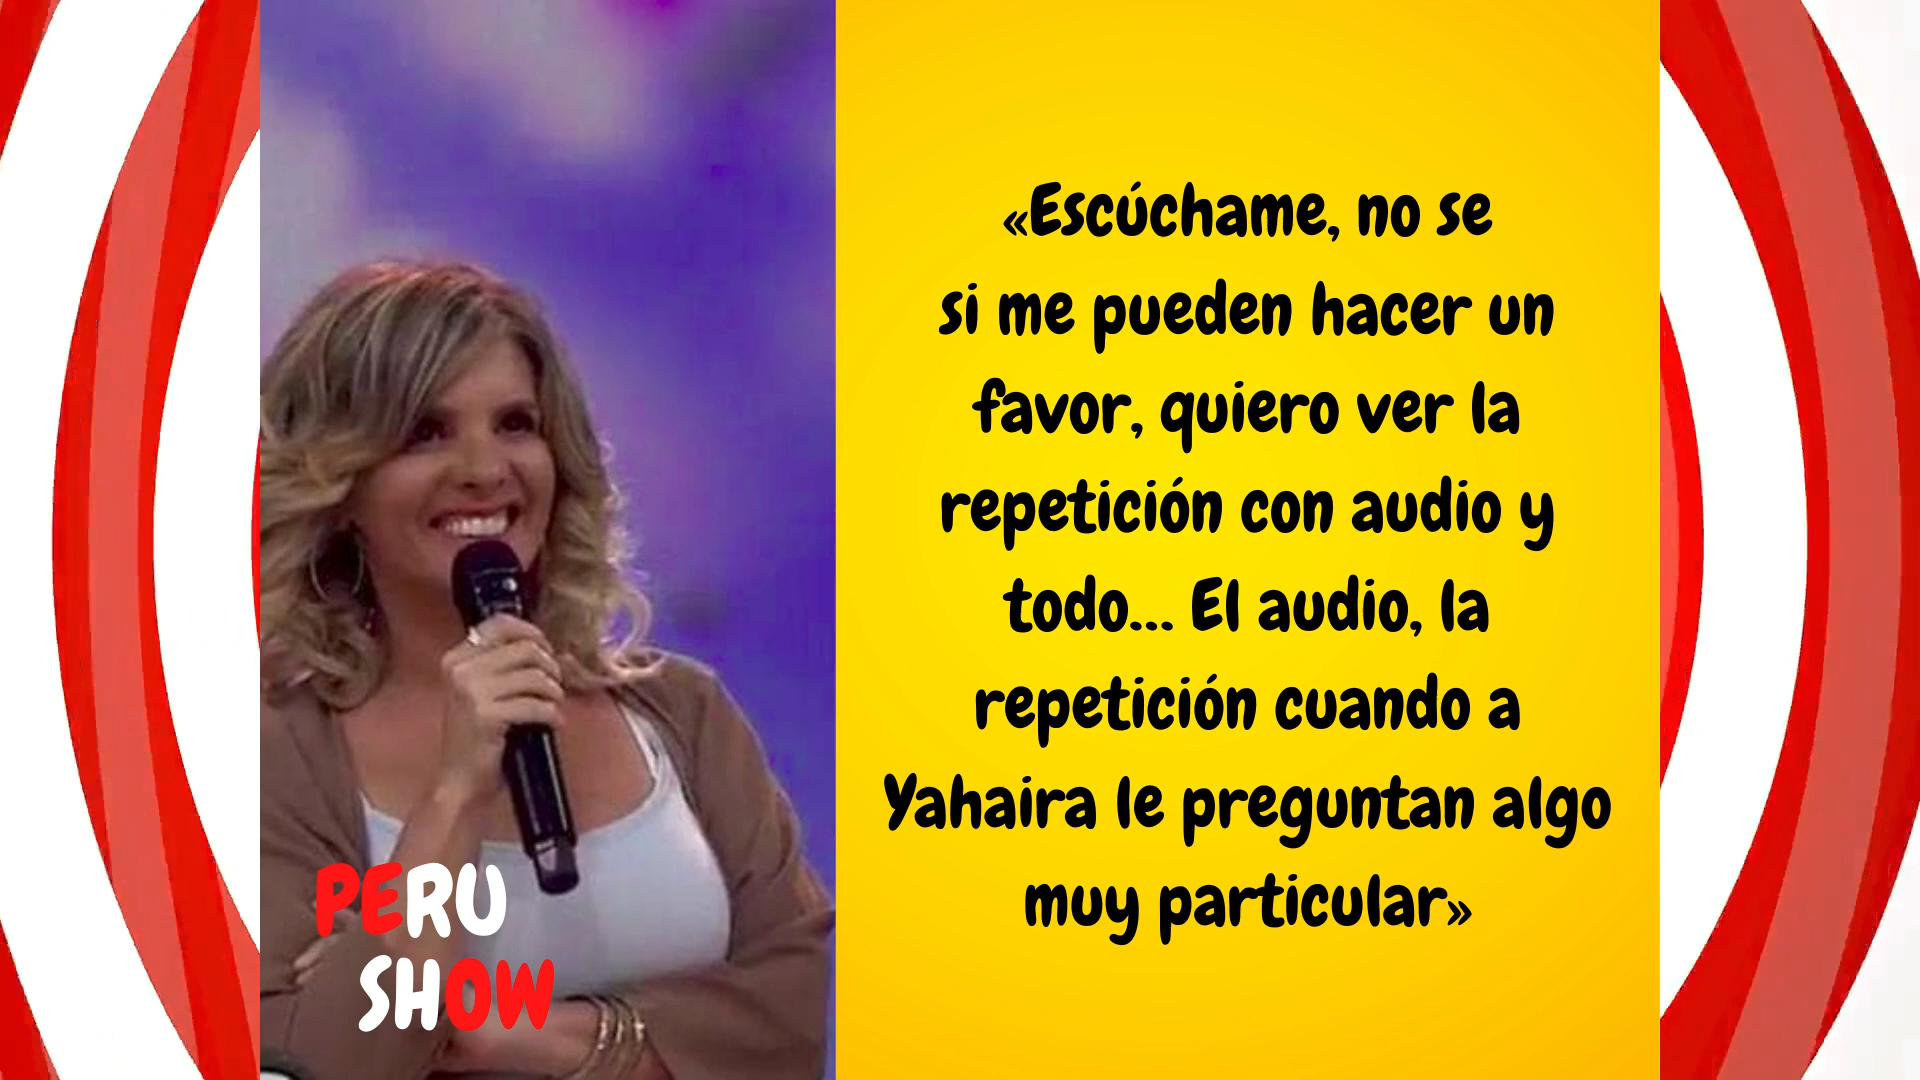 «Escúchame, no se
si me pueden hacer un
favor, quiero ver la
repetición con audio y
todo... El audio, la
repetición cuando a
Yahaira le preguntan algo
muy particular»
PERU
SHOW